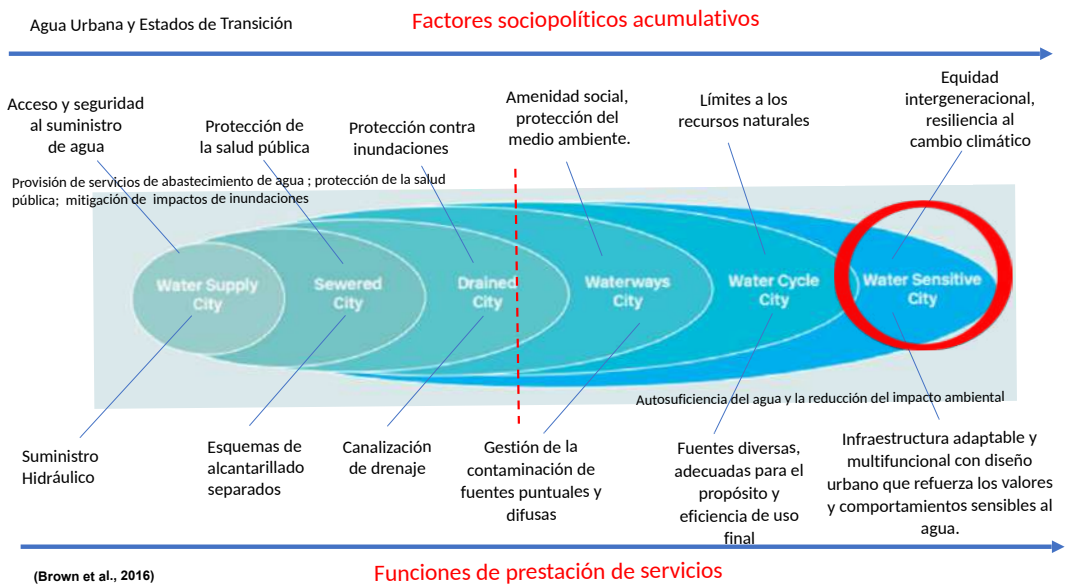 Agua Urbana y Estados de Transición
Factores sociopolíticos acumulativos
Acceso y seguridad
al suministro
de agua
Protección de
la salud pública
Protección contra
inundaciones
Amenidad social,
protección del
medio ambiente.
Límites a los
recursos naturales
Equidad
intergeneracional,
resiliencia al
cambio climático
Provisión de servicios de abastecimiento de agua ; protección de la salud
pública; mitigación de impactos de inundaciones
Water Supply
City
Sewered
City
Drained
City
Waterways
City
Water Cycle
City
Water Sensitive
City
Autosuficiencia del agua y la reducción del impacto ambiental
Suministro
Hidráulico
Esquemas de
alcantarillado
separados
Canalización
de drenaje
Gestión de la
contaminación de
fuentes puntuales y
difusas
Fuentes diversas,
adecuadas para el
propósito y
eficiencia de uso
final
Infraestructura adaptable y
multifuncional con diseño
urbano que refuerza los valores
y comportamientos sensibles al
agua.
(Brown et al., 2016)
Funciones de prestación de servicios